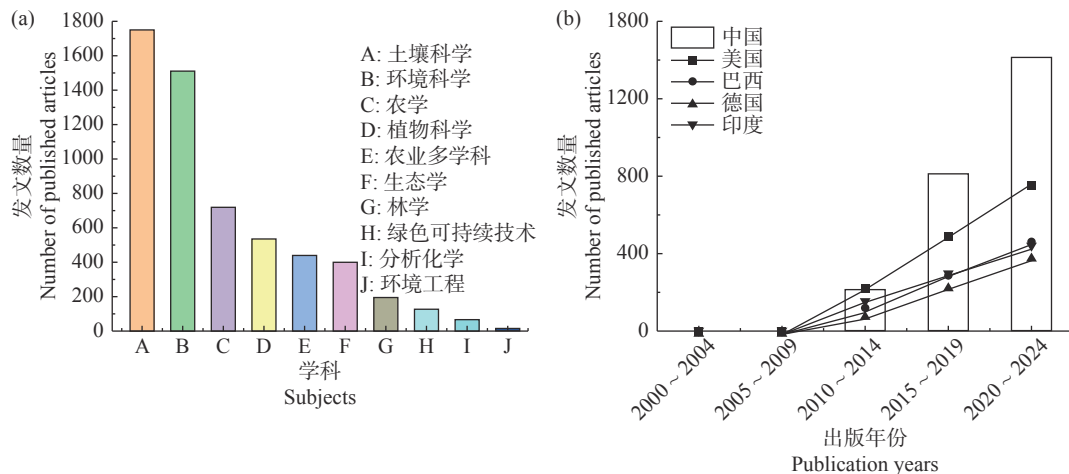 (a)
1800
1600
1400
1200
1000
800
600
400
200
0
发文数量
Number of published articles
A: 土壤科学
B: 环境科学
C: 农学
D: 植物科学
E: 农业多学科
F: 生态学
G: 林学
H: 绿色可持续技术
I: 分析化学
J: 环境工程
A B C D E F G H I J
学科
Subjects
(b)
1800
1200
800
400
0
发文数量
Number of published articles
中国
美国
巴西
德国
印度
2000 ~ 2004
2005 ~ 2009
2010 ~ 2014
2015 ~ 2019
2020 ~ 2024
出版年份
Publication years